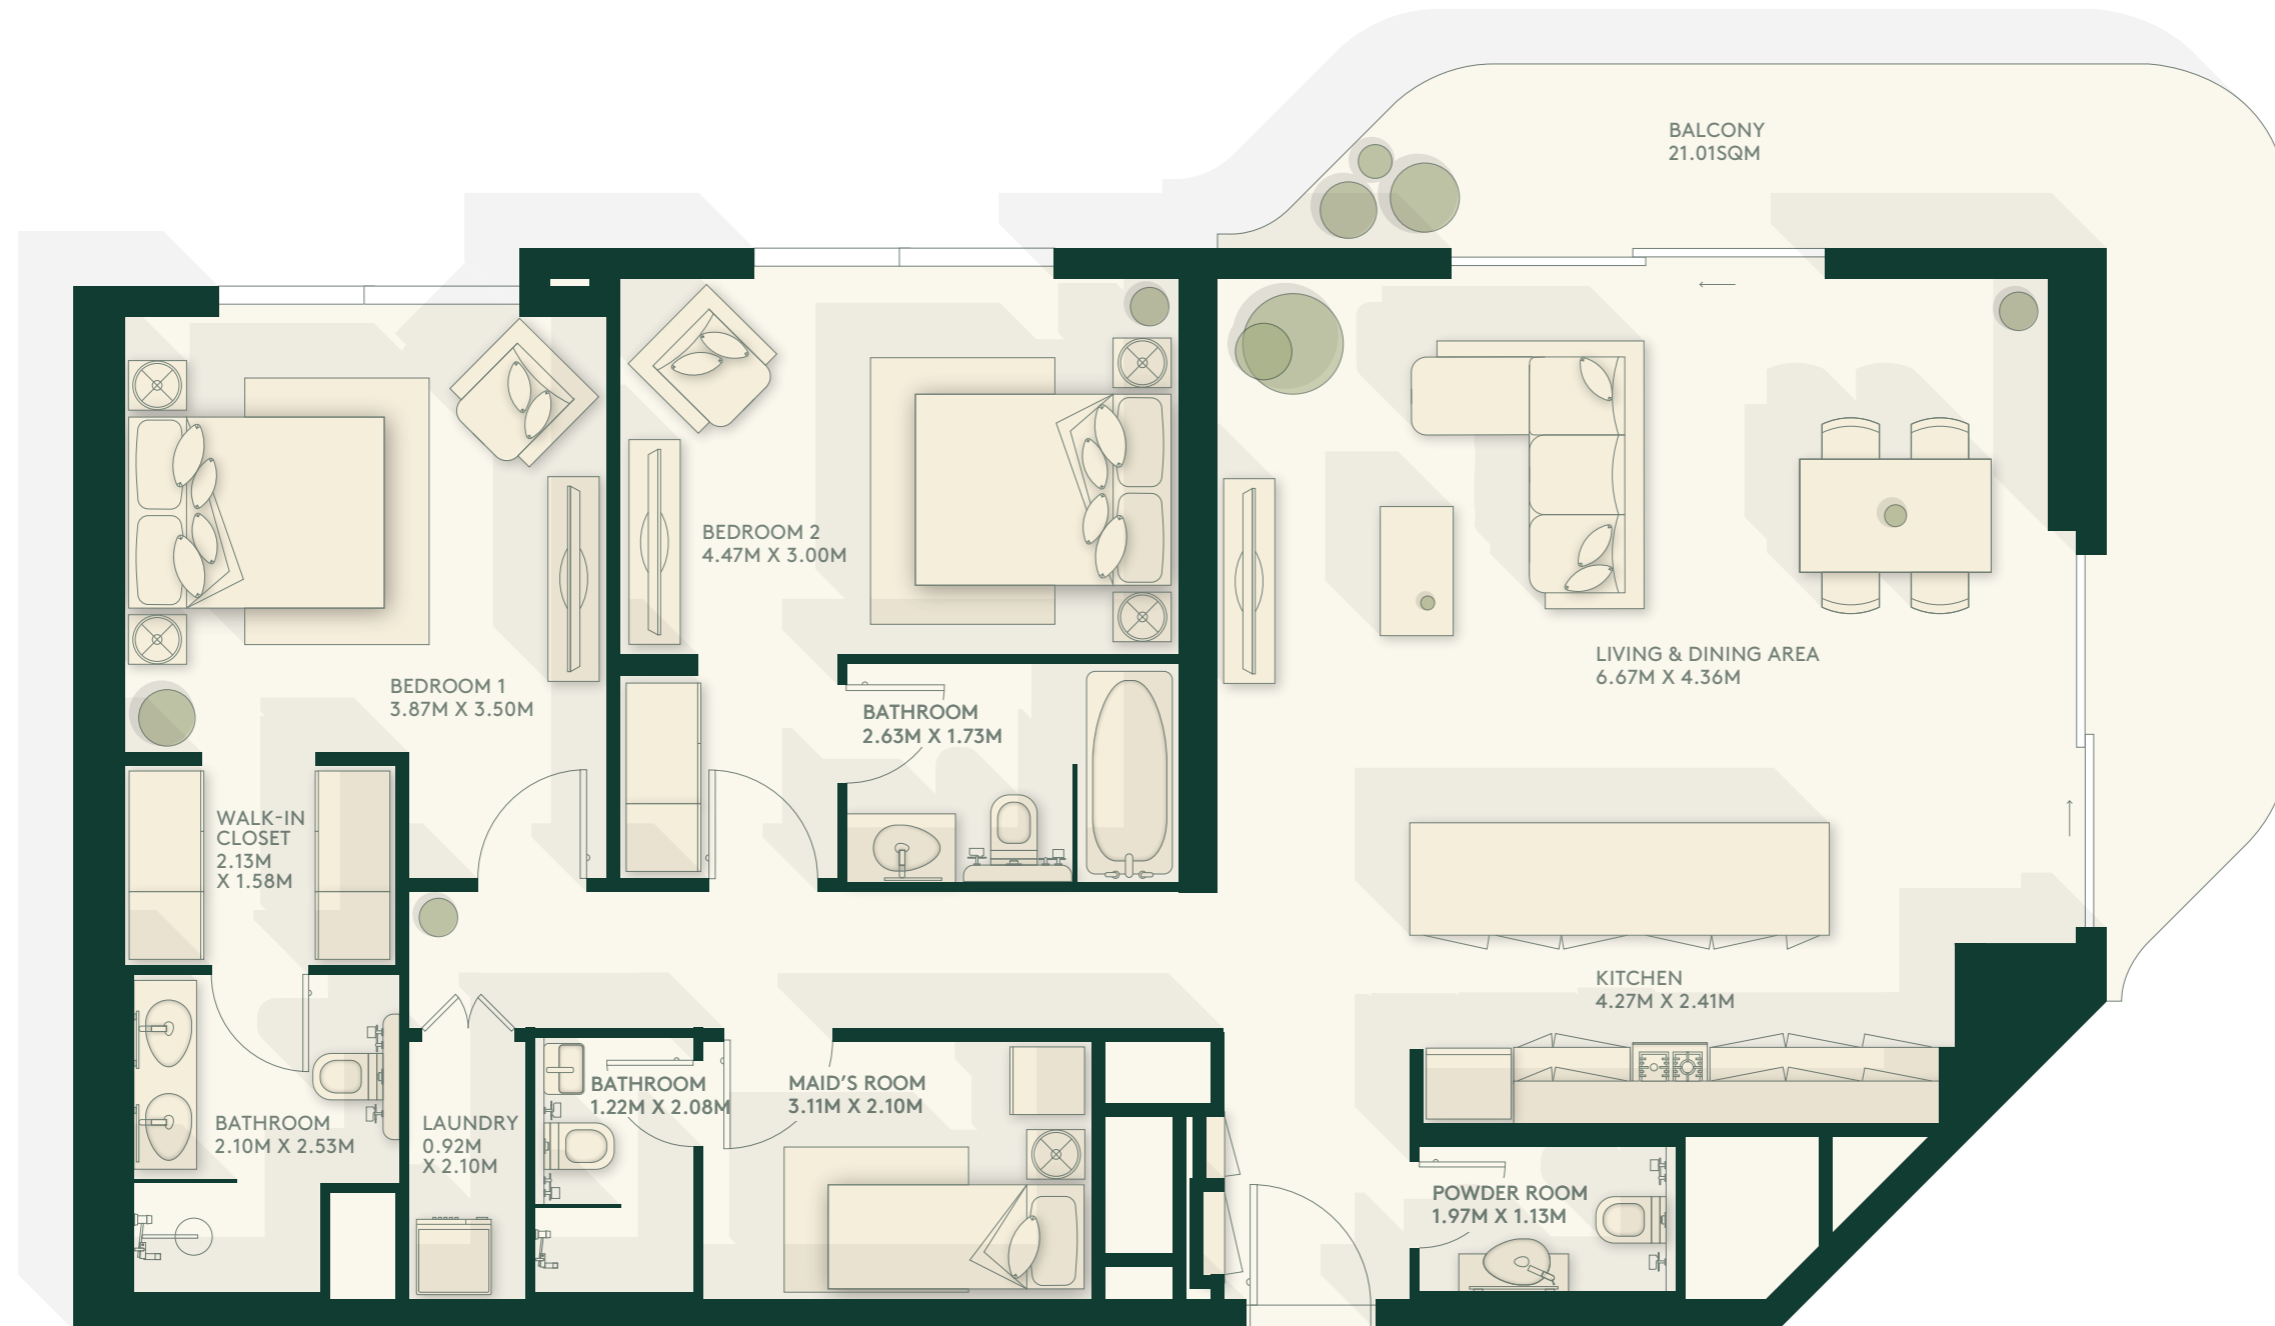 BALCONY
21.01SQM
BEDROOM 2
4.47M X 3.00M
LIVING & DINING AREA
6.67M X 4.36M
BEDROOM 1
3.87M X 3.50M
BATHROOM
2.63M X 1.73M
WALK-IN
CLOSET
2.13M
X 1.58M
KITCHEN
4.27M X 2.41M
BATHROOM
2.10M X 2.53M
LAUNDRY
0.92M
X 2.10M
BATHROOM
1.22M X 2.08M
MAID'S ROOM
3.11M X 2.10M
POWDER ROOM
1.97M X 1.13M